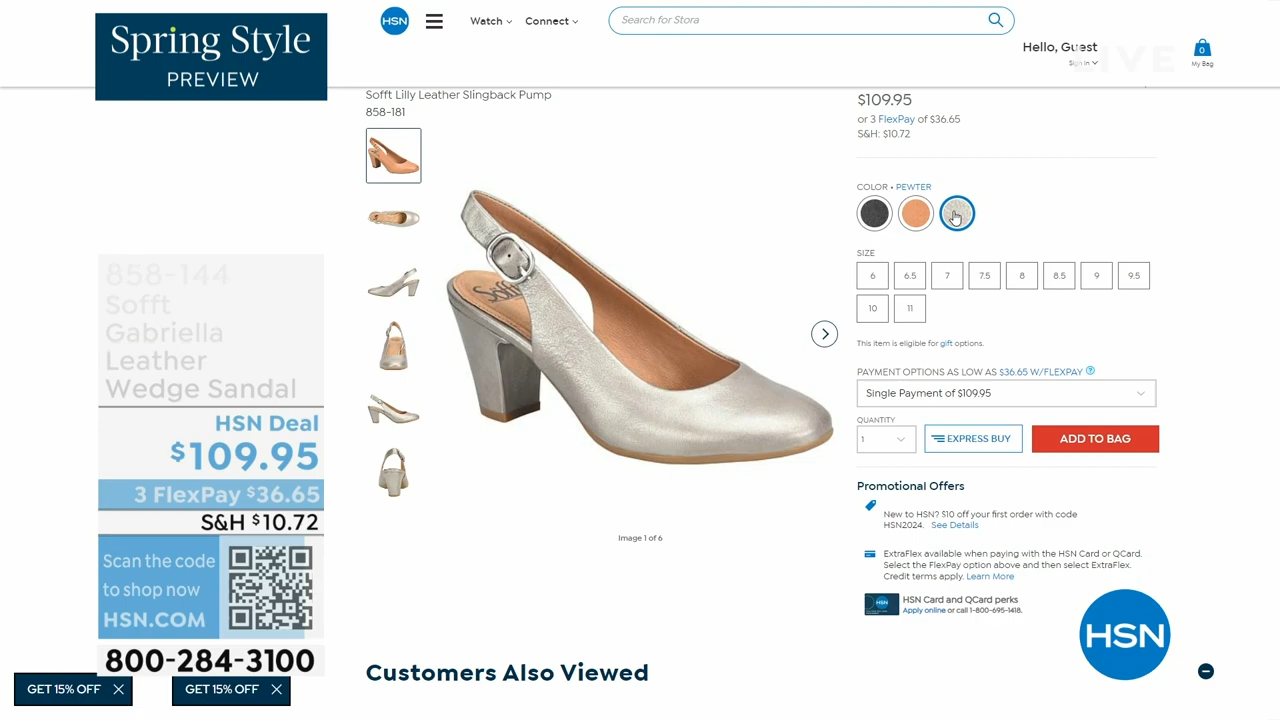 Spring Style
PREVIEW
HSN
Watch
Connect
Search for Stora
Hello, Guest
Sign In
LIVE
0
My Bag
Sofft Lilly Leather Slingback Pump
858-181
$109.95
or 3 FlexPay of $36.65
S&H: $10.72
COLOR • PEWTER
SIZE
6 6.5 7 7.5 8 8.5 9 9.5
10 11
This item is eligible for gift options.
PAYMENT OPTIONS AS LOW AS $36.65 W/FLEXPAY ?
Single Payment of $109.95
QUANTITY
1
EXPRESS BUY
ADD TO BAG
Promotional Offers
New to HSN? $10 off your first order with code
HSN2024. See Details
ExtraFlex available when paying with the HSN Card or QCard.
Select the FlexPay option above and then select ExtraFlex.
Credit terms apply. Learn More
HSN
HSN Card and QCard perks
Apply online or call 1-800-695-1418.
Söfft
Image 1 of 6
858-144
Sofft
Gabriella
Leather
Wedge Sandal
HSN Deal
$109.95
3 FlexPay $36.65
S&H $10.72
Scan the code
to shop now
HSN.COM
800-284-3100
GET 15% OFF
GET 15% OFF
Customers Also Viewed
HSN